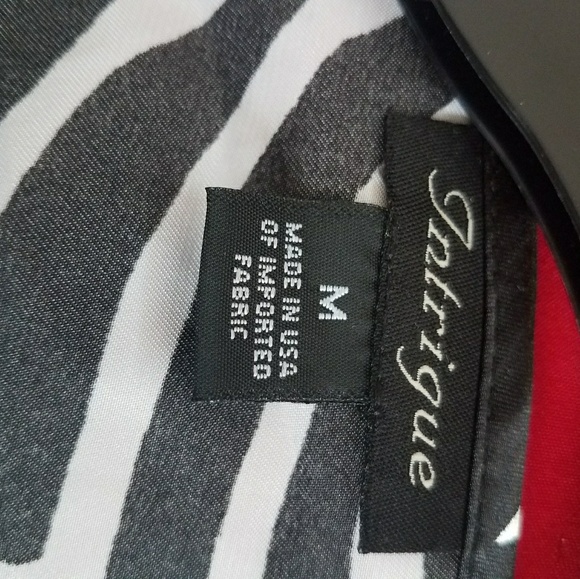 Intrigue
M
MADE IN USA
OF IMPORTED
FABRIC